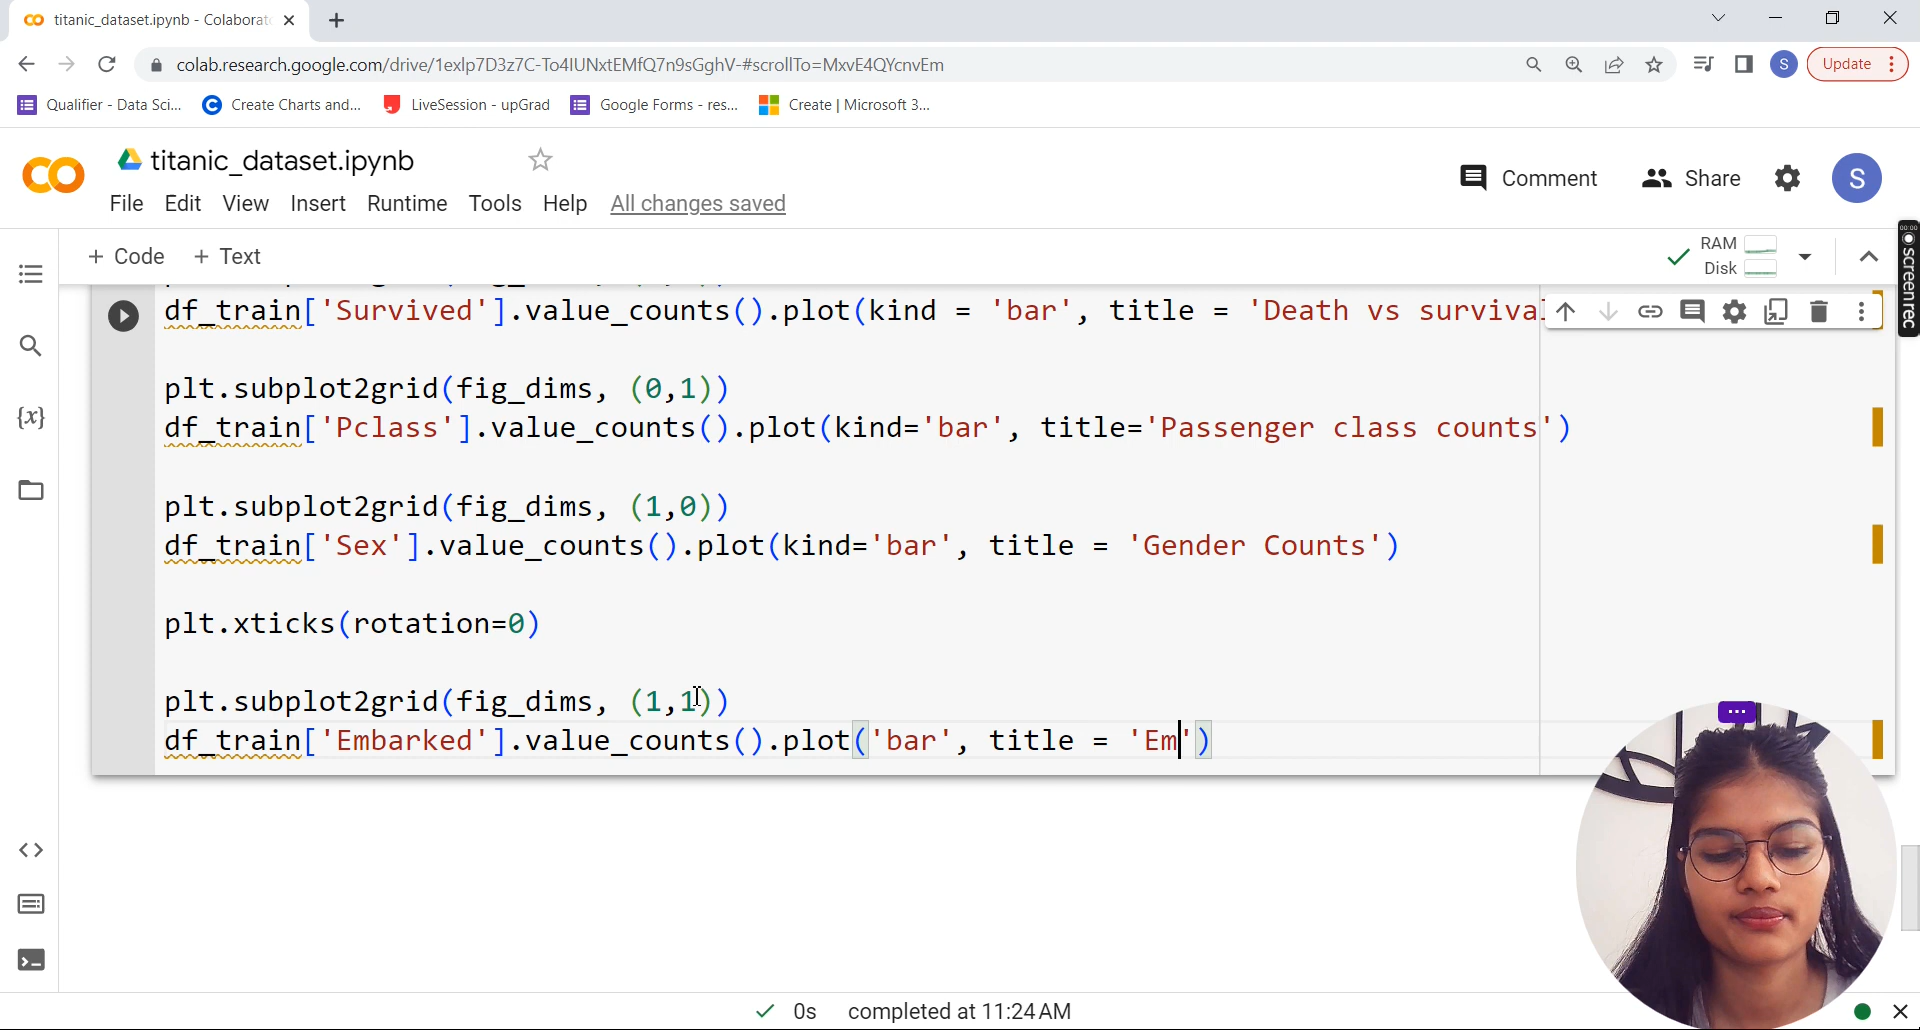 titanic_dataset.ipynb - Colaborat
colab.research.google.com/drive/1exlp7D3z7C-To4IUNxtEMfQ7n9sGghV-#scrollTo=MxvE4QYcnvEm
S
Update
Qualifier - Data Sci...
Create Charts and...
LiveSession - upGrad
Google Forms - res...
Create | Microsoft 3...
CO
titanic_dataset.ipynb
Comment
Share
S
File Edit View Insert Runtime Tools Help All changes saved
+ Code + Text
RAM
Disk
00:00
screenrec
df_train['Survived'].value_counts().plot(kind = 'bar', title = 'Death vs surviva
plt.subplot2grid(fig_dims, (0,1))
df_train['Pclass'].value_counts().plot(kind='bar', title='Passenger class counts')
plt.subplot2grid(fig_dims, (1,0))
df_train['Sex'].value_counts().plot(kind='bar', title = 'Gender Counts')
plt.xticks(rotation=0)
plt.subplot2grid(fig_dims, (1,1))
df_train['Embarked'].value_counts().plot('bar', title = 'Em')
{x}
0s completed at 11:24 AM